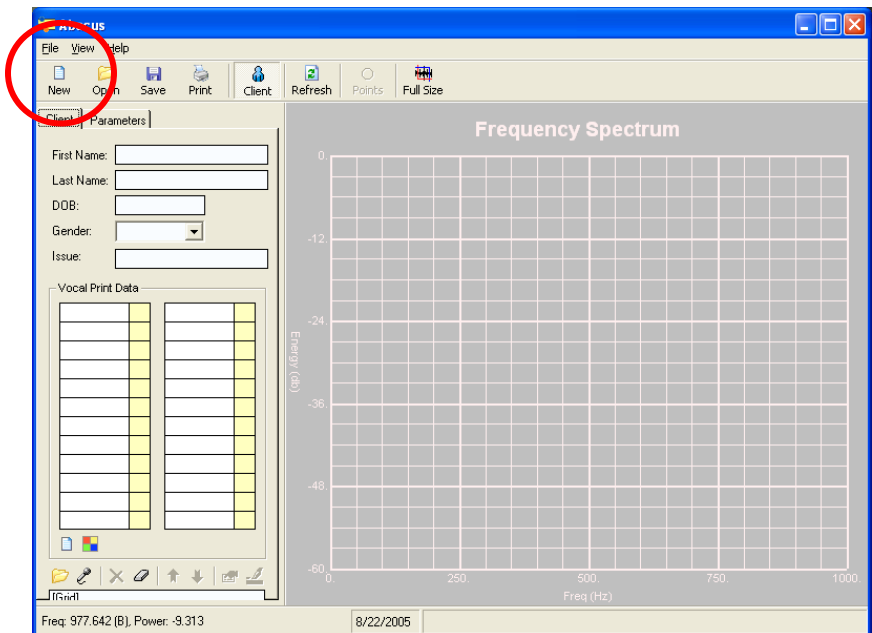 Abacus
File View Help
New Open Save Print Client Refresh Points Full Size
Client Parameters
Frequency Spectrum
First Name:
Last Name:
DOB:
Gender:
Issue:
Vocal Print Data
0.
-12.
-24.
-36.
-48.
-60.
Energy (db)
0. 250. 500. 750. 1000.
Freq (Hz)
[Grid]
Freq: 977.642 (B), Power: -9.313 8/22/2005